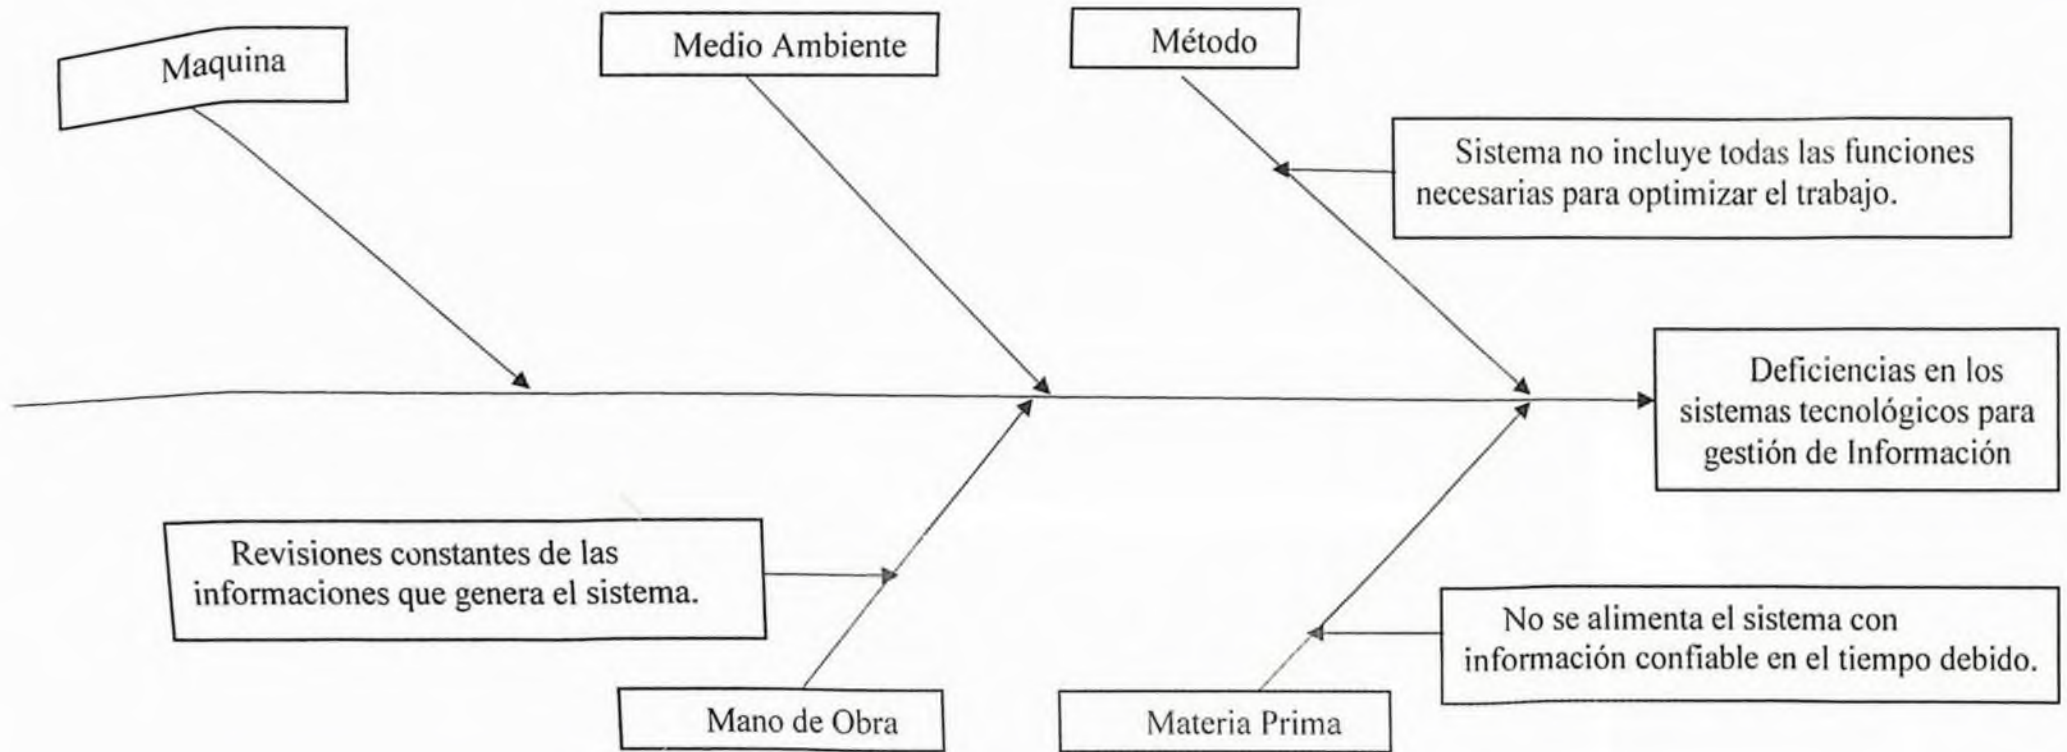 Maquina
Medio Ambiente
Método
Sistema no incluye todas las funciones
necesarias para optimizar el trabajo.
Deficiencias en los
sistemas tecnológicos para
gestión de Información
Revisiones constantes de las
informaciones que genera el sistema.
No se alimenta el sistema con
información confiable en el tiempo debido.
Mano de Obra
Materia Prima